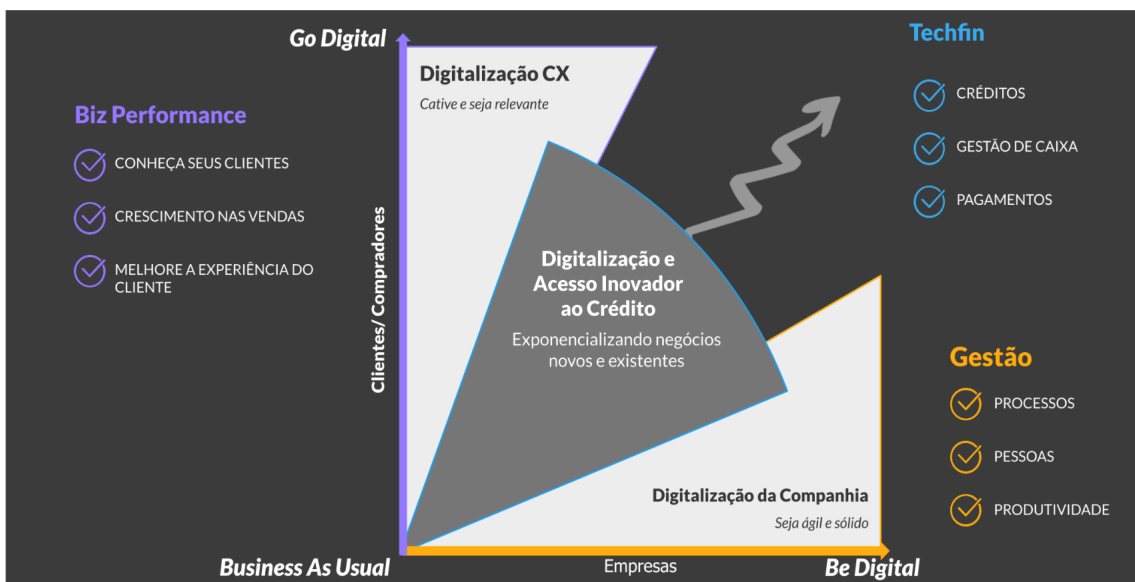 Go Digital
Digitalização CX
Cative e seja relevante
Biz Performance
CONHEÇA SEUS CLIENTES
CRESCIMENTO NAS VENDAS
MELHORE A EXPERIÊNCIA DO
CLIENTE
Clientes/ Compradores
Digitalização e
Acesso Inovador
ao Crédito
Exponencializando negócios
novos e existentes
Techfin
CRÉDITOS
GESTÃO DE CAIXA
PAGAMENTOS
Gestão
PROCESSOS
PESSOAS
PRODUTIVIDADE
Digitalização da Companhia
Seja ágil e sólido
Business As Usual
Empresas
Be Digital